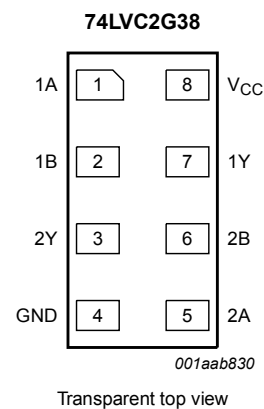 74LVC2G38
1A 1 8 VCC
1B 2 7 1Y
2Y 3 6 2B
GND 4 5 2A
001aab830
Transparent top view